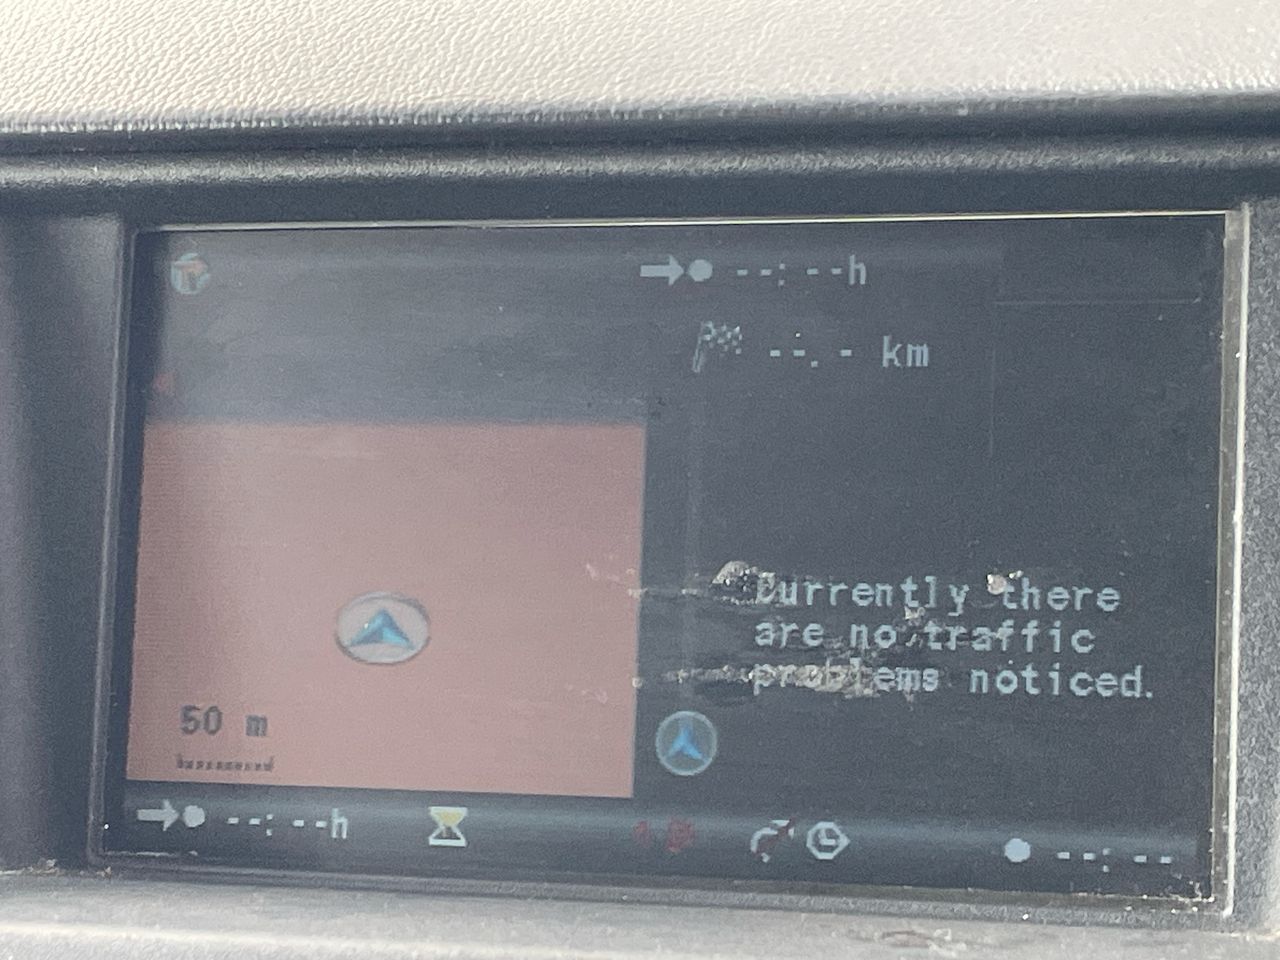 --:--h
--.- km
Currently there
are no traffic
problems noticed.
50 m
--:--h
--:--